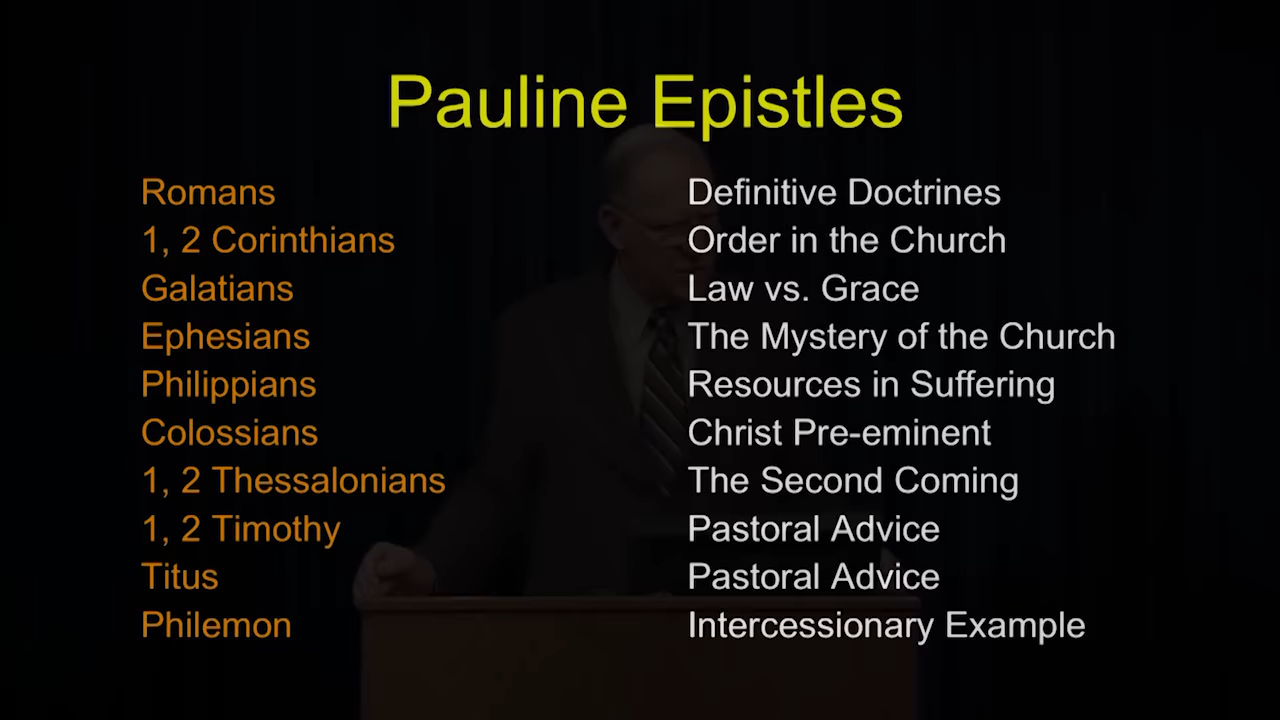 Pauline Epistles
Romans Definitive Doctrines
1, 2 Corinthians Order in the Church
Galatians Law vs. Grace
Ephesians The Mystery of the Church
Philippians Resources in Suffering
Colossians Christ Pre-eminent
1, 2 Thessalonians The Second Coming
1, 2 Timothy Pastoral Advice
Titus Pastoral Advice
Philemon Intercessionary Example